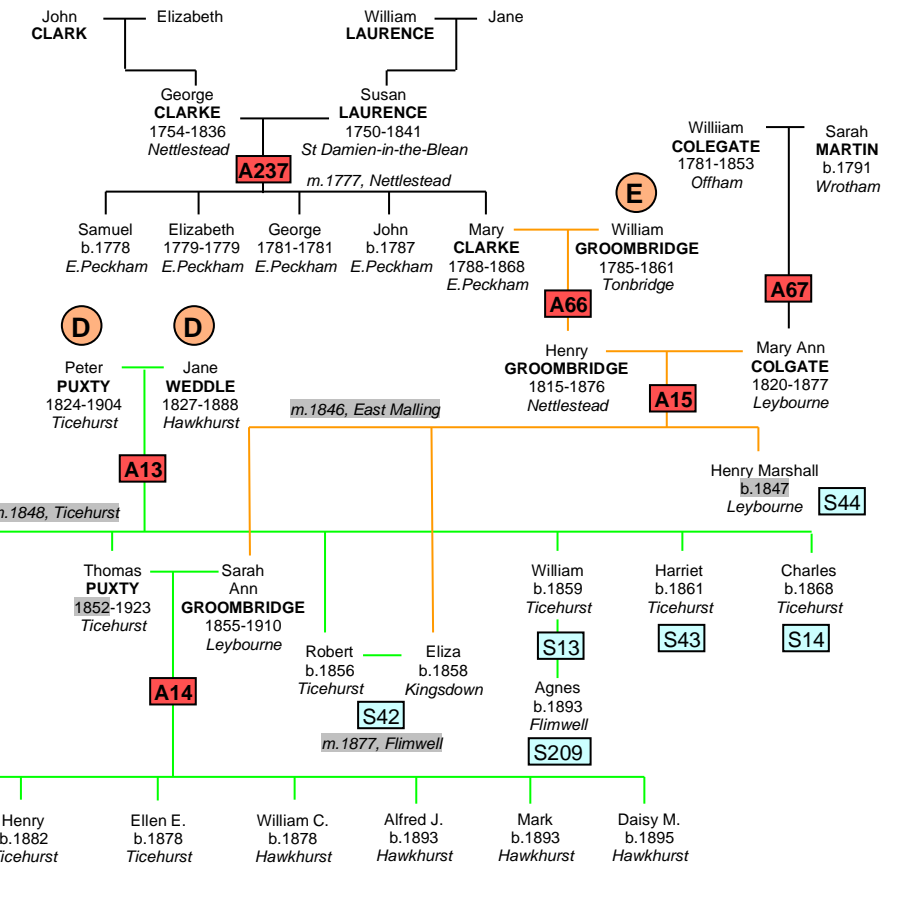 John
CLARK
Elizabeth
William
LAURENCE
Jane
George
CLARKE
1754-1836
Nettlestead
Susan
LAURENCE
1750-1841
St Damien-in-the-Blean
A237
m.1777, Nettlestead
Williiam
COLEGATE
1781-1853
Offham
Sarah
MARTIN
b.1791
Wrotham
E
Samuel
b.1778
E.Peckham
Elizabeth
1779-1779
E.Peckham
George
1781-1781
E.Peckham
John
b.1787
E.Peckham
Mary
CLARKE
1788-1868
E.Peckham
William
GROOMBRIDGE
1785-1861
Tonbridge
A66
A67
D
D
Peter
PUXTY
1824-1904
Ticehurst
Jane
WEDDLE
1827-1888
Hawkhurst
Henry
GROOMBRIDGE
1815-1876
Nettlestead
Mary Ann
COLGATE
1820-1877
Leybourne
A15
m.1846, East Malling
A13
Henry Marshall
b.1847
Leybourne
S44
m.1848, Ticehurst
Thomas
PUXTY
1852-1923
Ticehurst
Sarah
Ann
GROOMBRIDGE
1855-1910
Leybourne
William
b.1859
Ticehurst
Harriet
b.1861
Ticehurst
Charles
b.1868
Ticehurst
S13
S43
S14
Robert
b.1856
Ticehurst
Eliza
b.1858
Kingsdown
S42
m.1877, Flimwell
A14
Agnes
b.1893
Flimwell
S209
Henry
b.1882
Ticehurst
Ellen E.
b.1878
Ticehurst
William C.
b.1878
Hawkhurst
Alfred J.
b.1893
Hawkhurst
Mark
b.1893
Hawkhurst
Daisy M.
b.1895
Hawkhurst